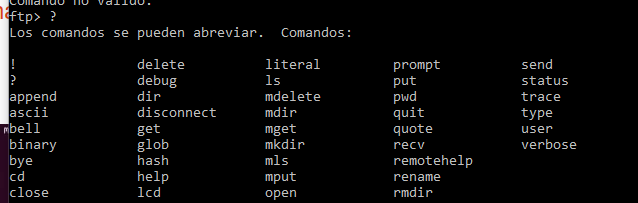 Comando no válido.
ftp> ?
Los comandos se pueden abreviar.  Comandos:
!               delete          literal         prompt          send
?               debug           ls              put             status
append          dir             mdelete         pwd             trace
ascii           disconnect      mdir            quit            type
bell            get             mget            quote           user
binary          glob            mkdir           recv            verbose
bye             hash            mls             remotehelp
cd              help            mput            rename
close           lcd             open            rmdir